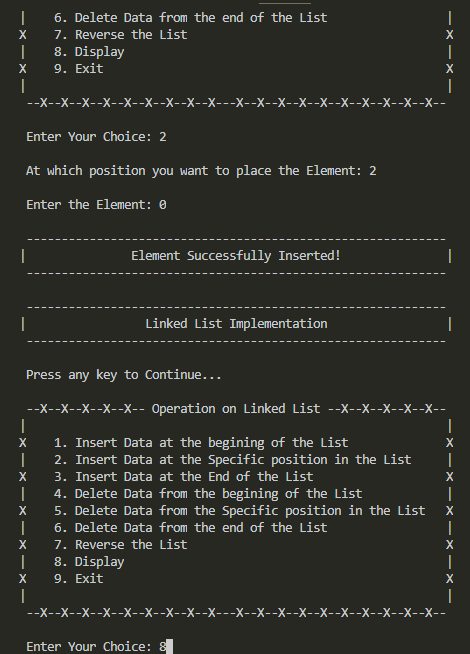 |    6. Delete Data from the end of the List                 |
X    7. Reverse the List                                     X
|    8. Display                                              |
X    9. Exit                                                 X
|                                                            |
--X--X--X--X--X--X--X--X--X---X--X--X--X--X--X--X--X--X--X--
Enter Your Choice: 2
At which position you want to place the Element: 2
Enter the Element: 0
------------------------------------------------------------
|               Element Successfully Inserted!               |
------------------------------------------------------------
------------------------------------------------------------
|                 Linked List Implementation                 |
------------------------------------------------------------
Press any key to Continue...
--X--X--X--X--X-- Operation on Linked List --X--X--X--X--X--
|                                                            |
X    1. Insert Data at the begining of the List              X
|    2. Insert Data at the Specific position in the List     |
X    3. Insert Data at the End of the List                   X
|    4. Delete Data from the begining of the List            |
X    5. Delete Data from the Specific position in the List   X
|    6. Delete Data from the end of the List                 |
X    7. Reverse the List                                     X
|    8. Display                                              |
X    9. Exit                                                 X
|                                                            |
--X--X--X--X--X--X--X--X--X---X--X--X--X--X--X--X--X--X--X--
Enter Your Choice: 8